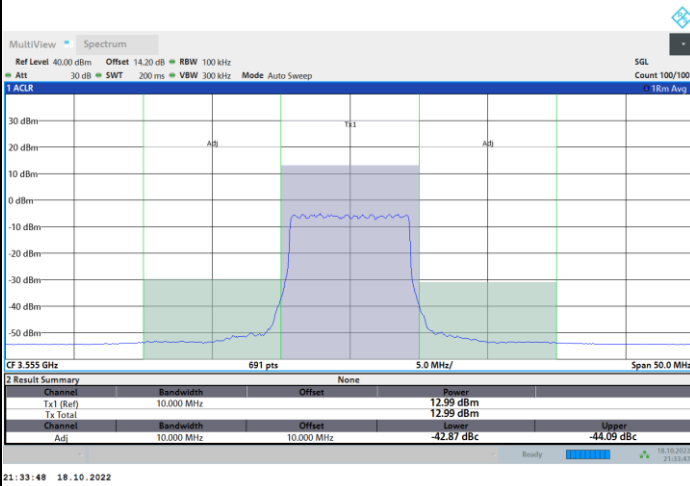 MultiView Spectrum
Ref Level 40.00 dBm Offset 14.20 dB RBW 100 kHz SGL
Att 30 dB SWT 200 ms VBW 300 kHz Mode Auto Sweep Count 100/100
1 ACLR 1Rm Avg
Tx1
30 dBm
Adj Adj
20 dBm
10 dBm
0 dBm
-10 dBm
-20 dBm
-30 dBm
-40 dBm
-50 dBm
CF 3.555 GHz 691 pts 5.0 MHz/ Span 50.0 MHz
2 Result Summary None
Channel Bandwidth Offset Power
Tx1 (Ref) 10.000 MHz 12.99 dBm
Tx Total 12.99 dBm
Channel Bandwidth Offset Lower Upper
Adj 10.000 MHz 10.000 MHz -42.87 dBc -44.09 dBc
Ready 18.10.2022
21:33:47
21:33:48 18.10.2022